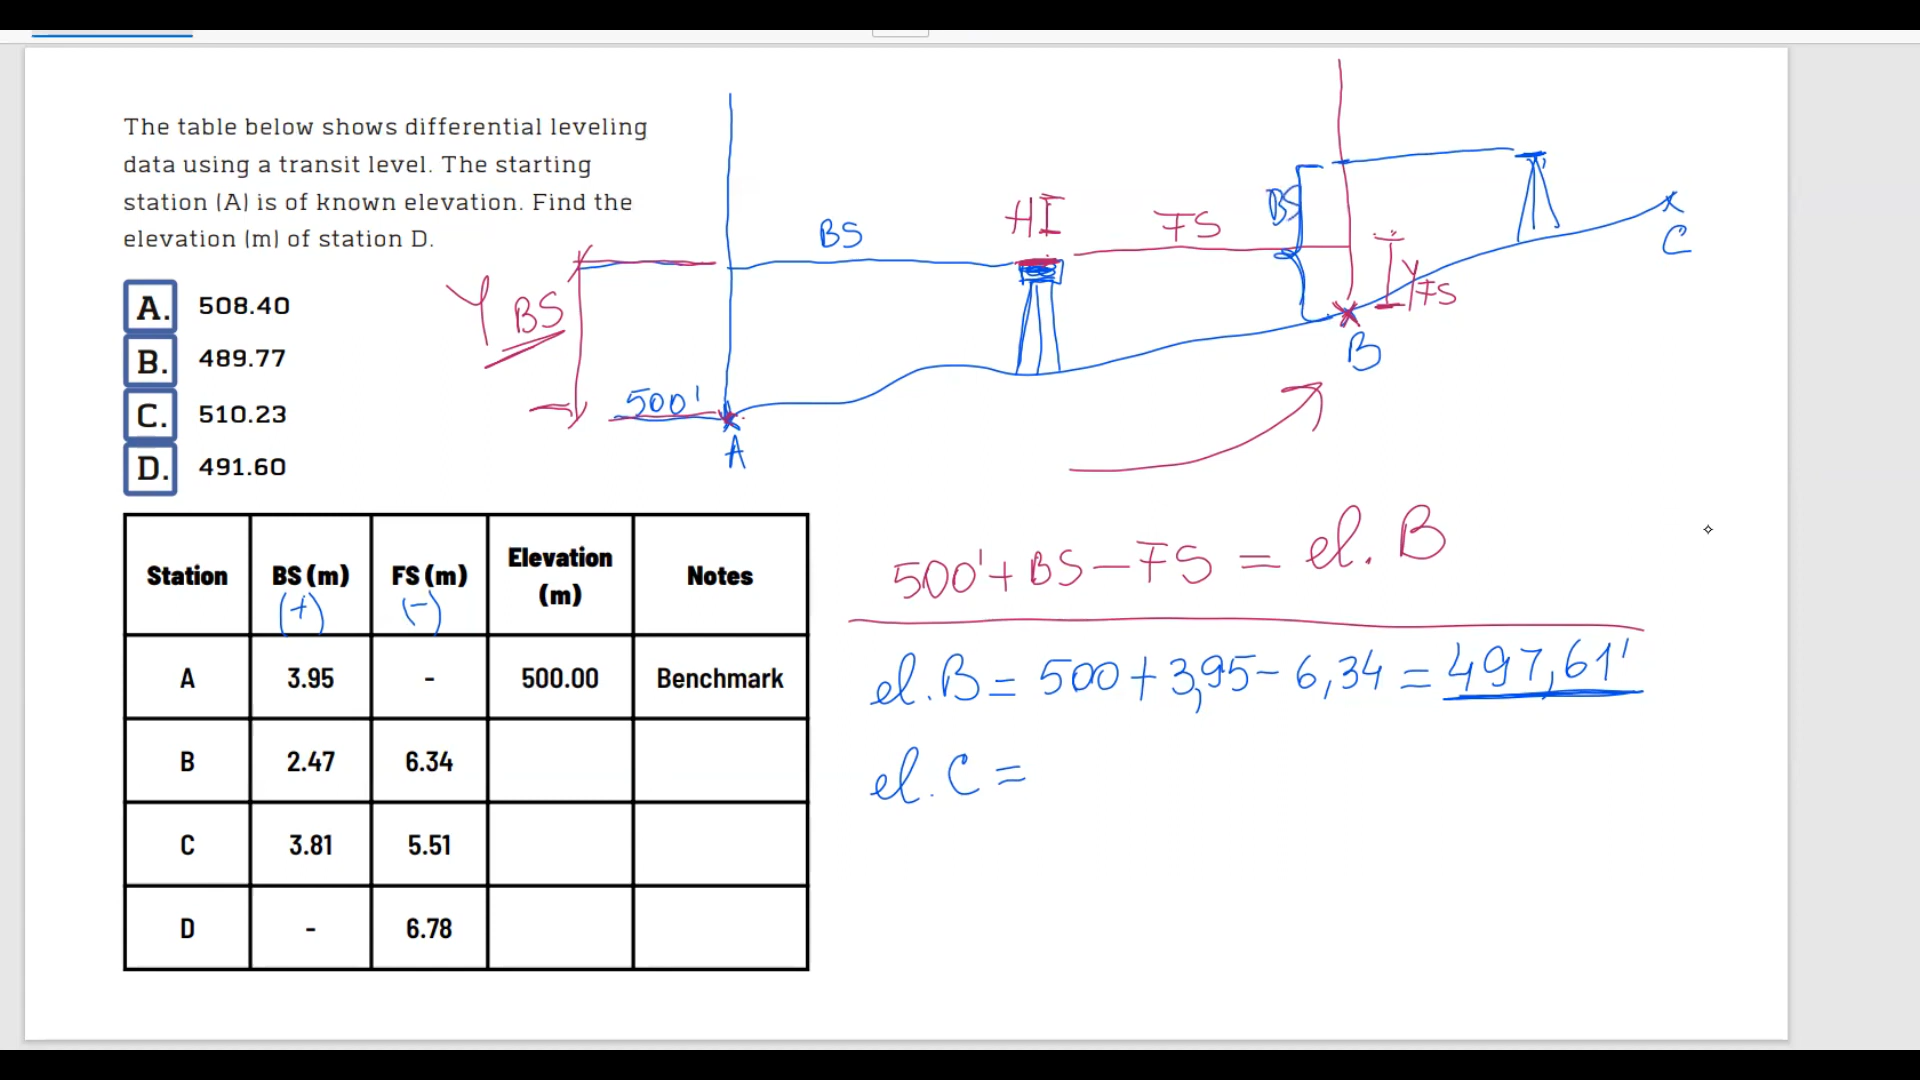 The table below shows differential leveling
data using a transit level. The starting
station (A) is of known elevation. Find the
elevation (m) of station D.
A. 508.40
B. 489.77
C. 510.23
D. 491.60
Station BS (m) FS (m) Elevation (m) Notes
(+) (-)
A 3.95 - 500.00 Benchmark
B 2.47 6.34
C 3.81 5.51
D - 6.78
BS
HI
FS
BS
C
Y BS
Y FS
B
500'
A
500'+BS-FS = el. B
el. B = 500 + 3,95 - 6,34 = 497,61'
el. C =